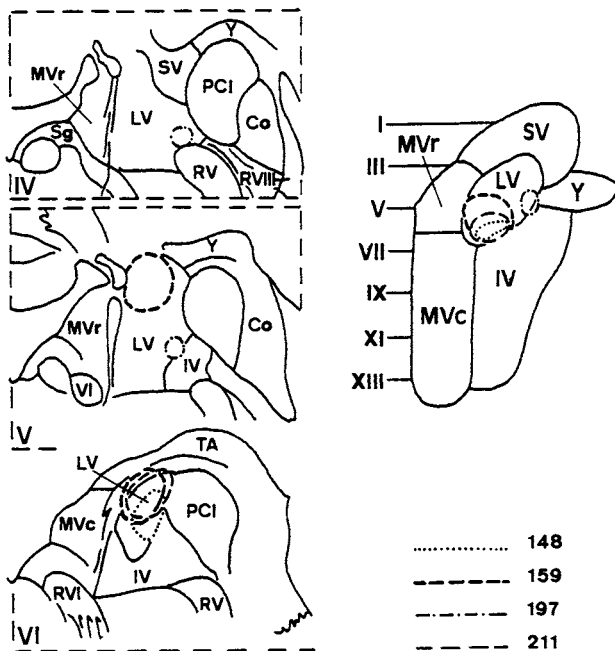 Y
SV
MVr
PCI
LV
Co
Sg
RV
RVIII
IV
Y
MVr
LV
Co
IV
VI
V
TA
LV
MVc
PCI
IV
RVI
RV
VI
I
SV
MVr
III
LV
Y
V
VII
IV
IX
MVc
XI
XIII
148
159
197
211